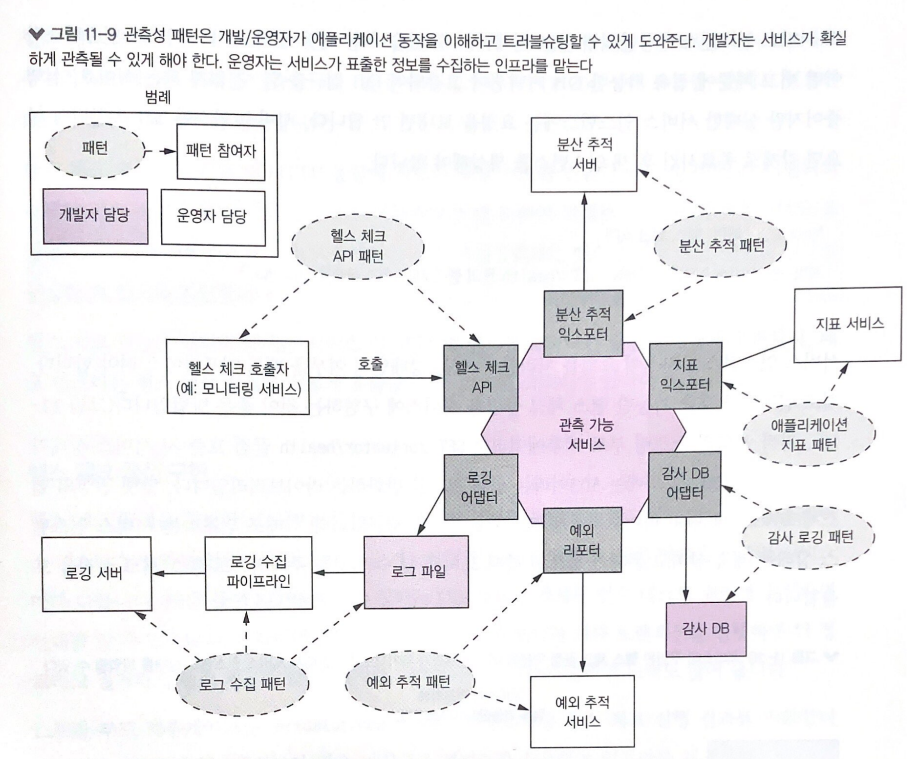 그림 11-9 관측성 패턴은 개발/운영자가 애플리케이션 동작을 이해하고 트러블슈팅할 수 있게 도와준다. 개발자는 서비스가 확실
하게 관측될 수 있게 해야 한다. 운영자는 서비스가 표출한 정보를 수집하는 인프라를 맡는다
범례
패턴
패턴 참여자
개발자 담당
운영자 담당
분산 추적
서버
헬스 체크
API 패턴
분산 추적 패턴
분산 추적
익스포터
지표 서비스
헬스 체크 호출자
(예: 모니터링 서비스)
호출
헬스 체크
API
지표
익스포터
관측 가능
서비스
애플리케이션
지표 패턴
로깅
어댑터
감사 DB
어댑터
예외
리포터
감사 로깅 패턴
로깅 서버
로깅 수집
파이프라인
로그 파일
감사 DB
로그 수집 패턴
예외 추적 패턴
예외 추적
서비스